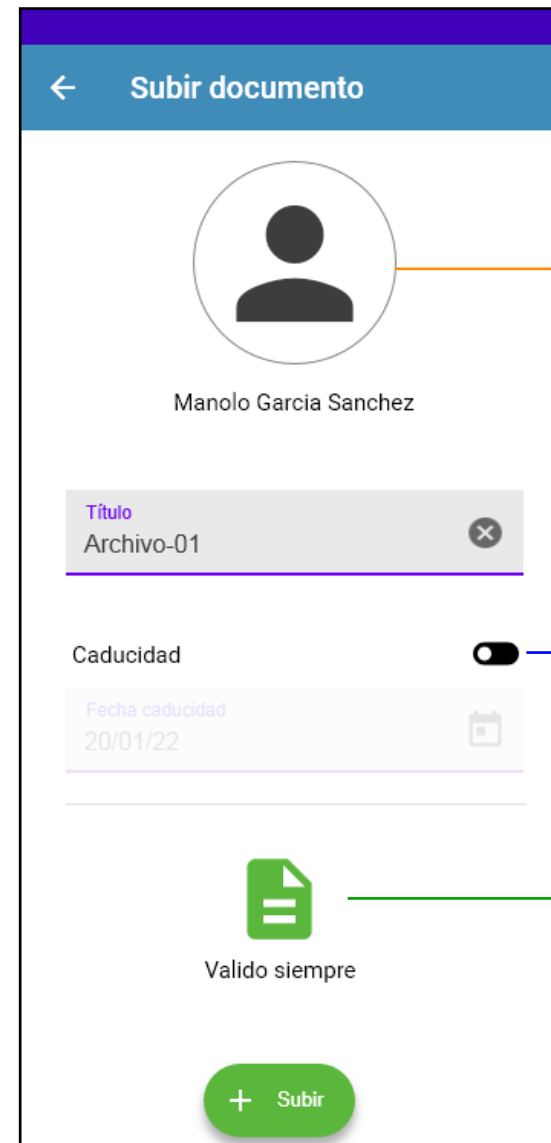 Subir documento
Manolo Garcia Sanchez
Título
Archivo-01
Caducidad
Fecha caducidad
20/01/22
Valido siempre
+ Subir